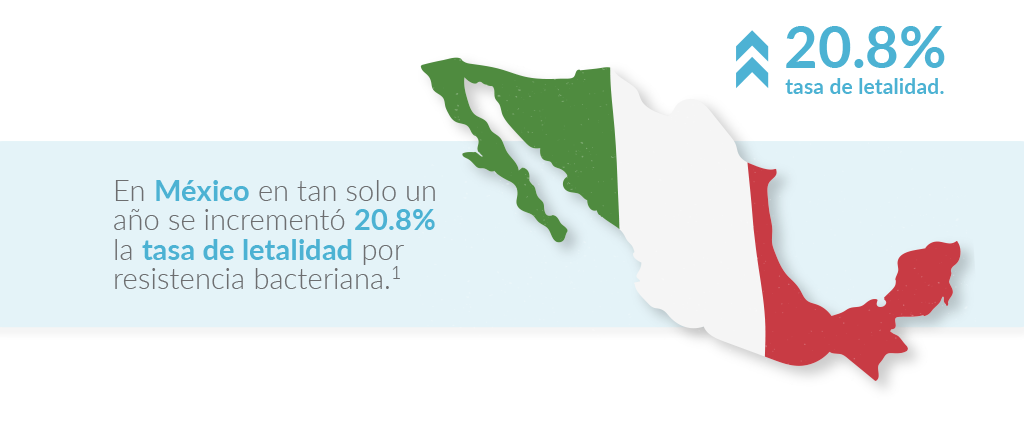 20.8%
tasa de letalidad.
En México en tan solo un
año se incrementó 20.8%
la tasa de letalidad por
resistencia bacteriana.¹